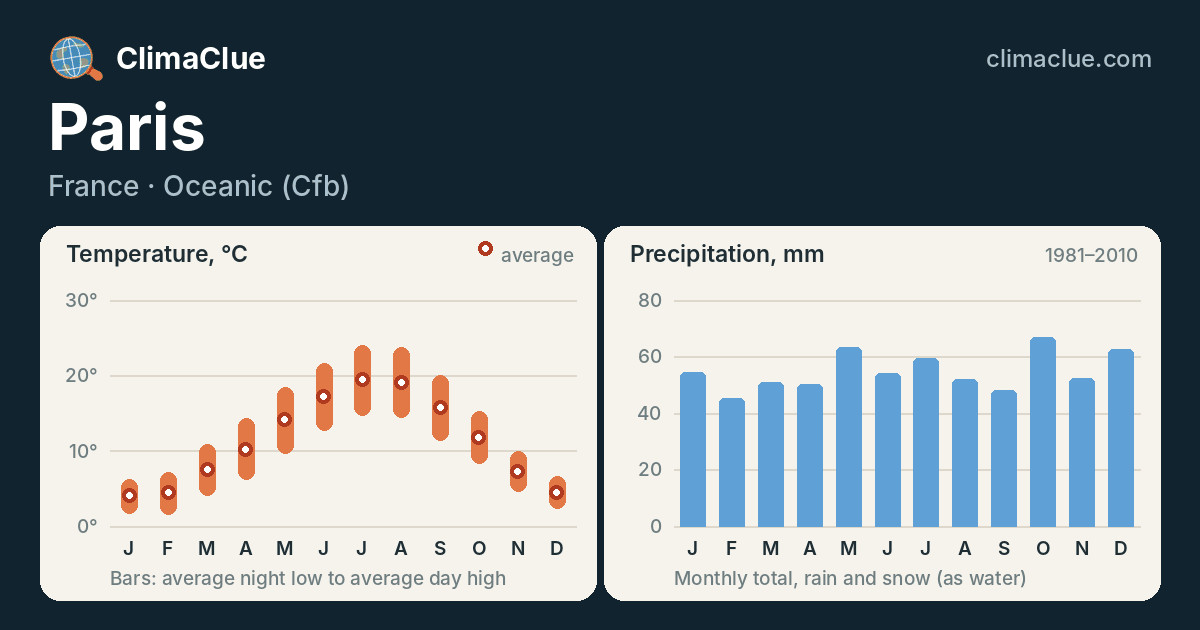 ClimaClue
climaclue.com
Paris
France · Oceanic (Cfb)
Temperature, °C
average
30°
20°
10°
0°
J F M A M J J A S O N D
Bars: average night low to average day high
Precipitation, mm
1981–2010
80
60
40
20
0
J F M A M J J A S O N D
Monthly total, rain and snow (as water)